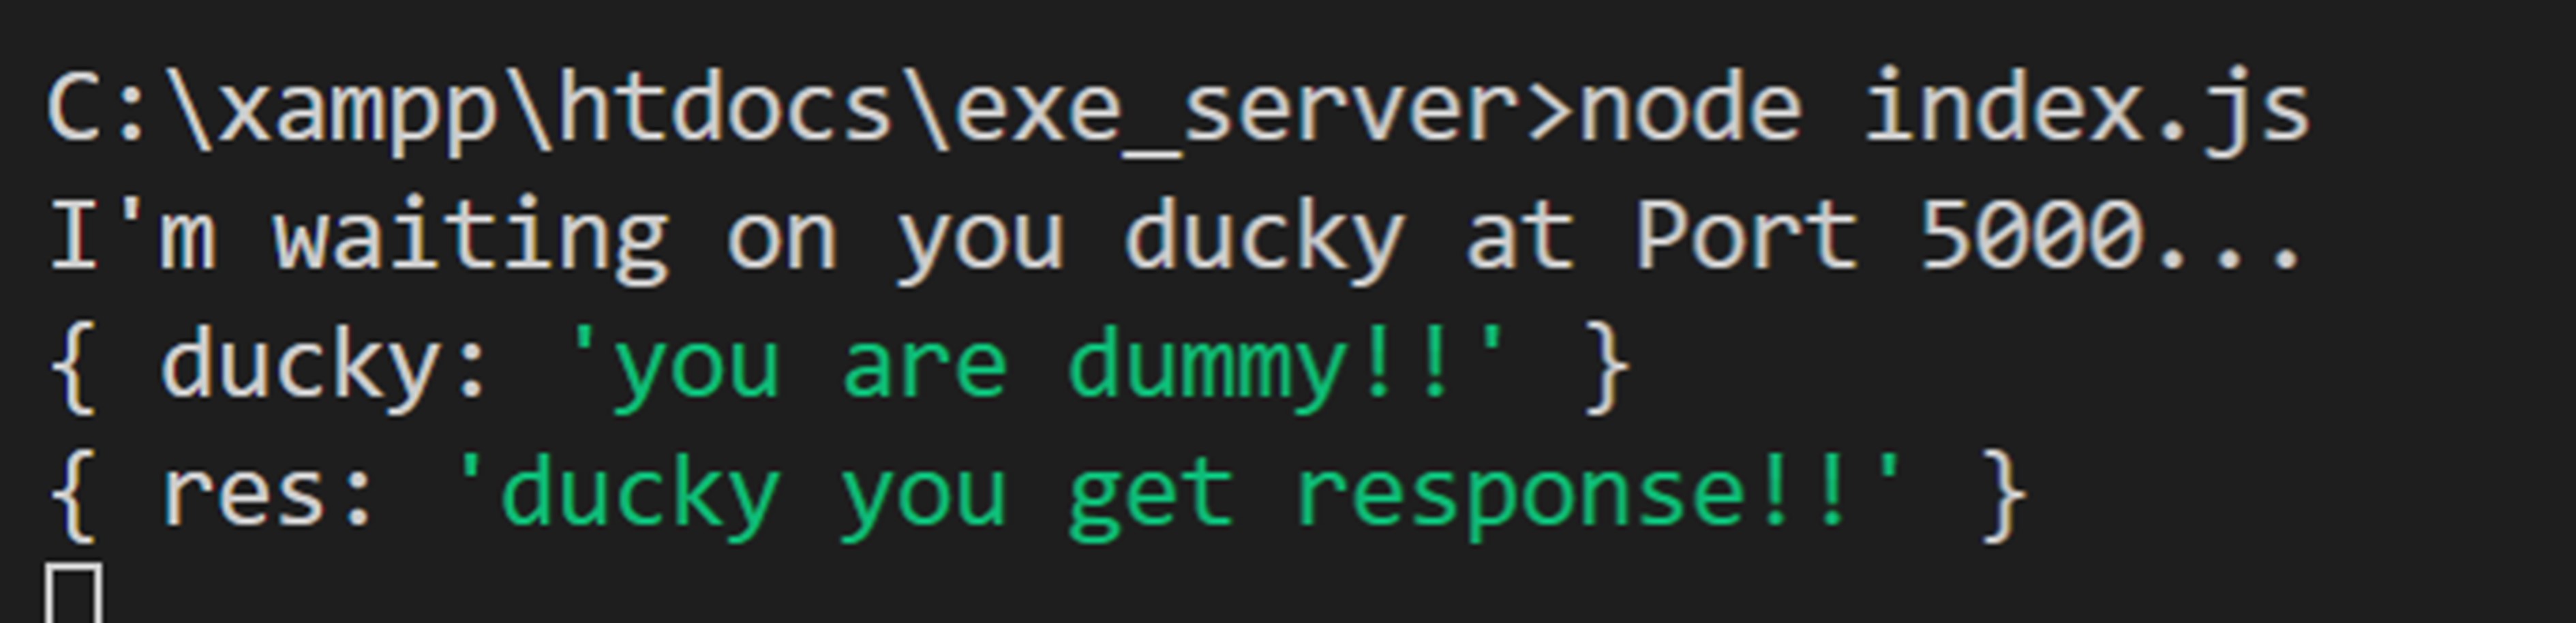 C:\xampp\htdocs\exe_server>node index.js
I'm waiting on you ducky at Port 5000...
{ ducky: 'you are dummy!!' }
{ res: 'ducky you get response!!' }